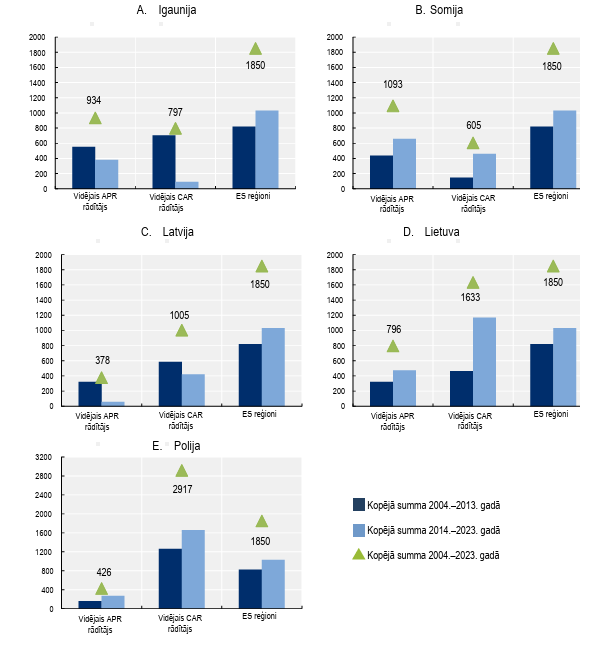 A. Igaunija
2000
1800
1600
1400
1200
1000
800
600
400
200
0
934
797
1850
Vidējais APR
rādītājs
Vidējais CAR
rādītājs
ES reģioni
B. Somija
2000
1800
1600
1400
1200
1000
800
600
400
200
0
1093
605
1850
Vidējais APR
rādītājs
Vidējais CAR
rādītājs
ES reģioni
C. Latvija
2000
1800
1600
1400
1200
1000
800
600
400
200
0
378
1005
1850
Vidējais APR
rādītājs
Vidējais CAR
rādītājs
ES reģioni
D. Lietuva
2000
1800
1600
1400
1200
1000
800
600
400
200
0
796
1633
1850
Vidējais APR
rādītājs
Vidējais CAR
rādītājs
ES reģioni
E. Polija
3200
2800
2400
2000
1600
1200
800
400
0
426
2917
1850
Vidējais APR
rādītājs
Vidējais CAR
rādītājs
ES reģioni
Kopējā summa 2004.–2013. gadā
Kopējā summa 2014.–2023. gadā
Kopējā summa 2004.–2023. gadā